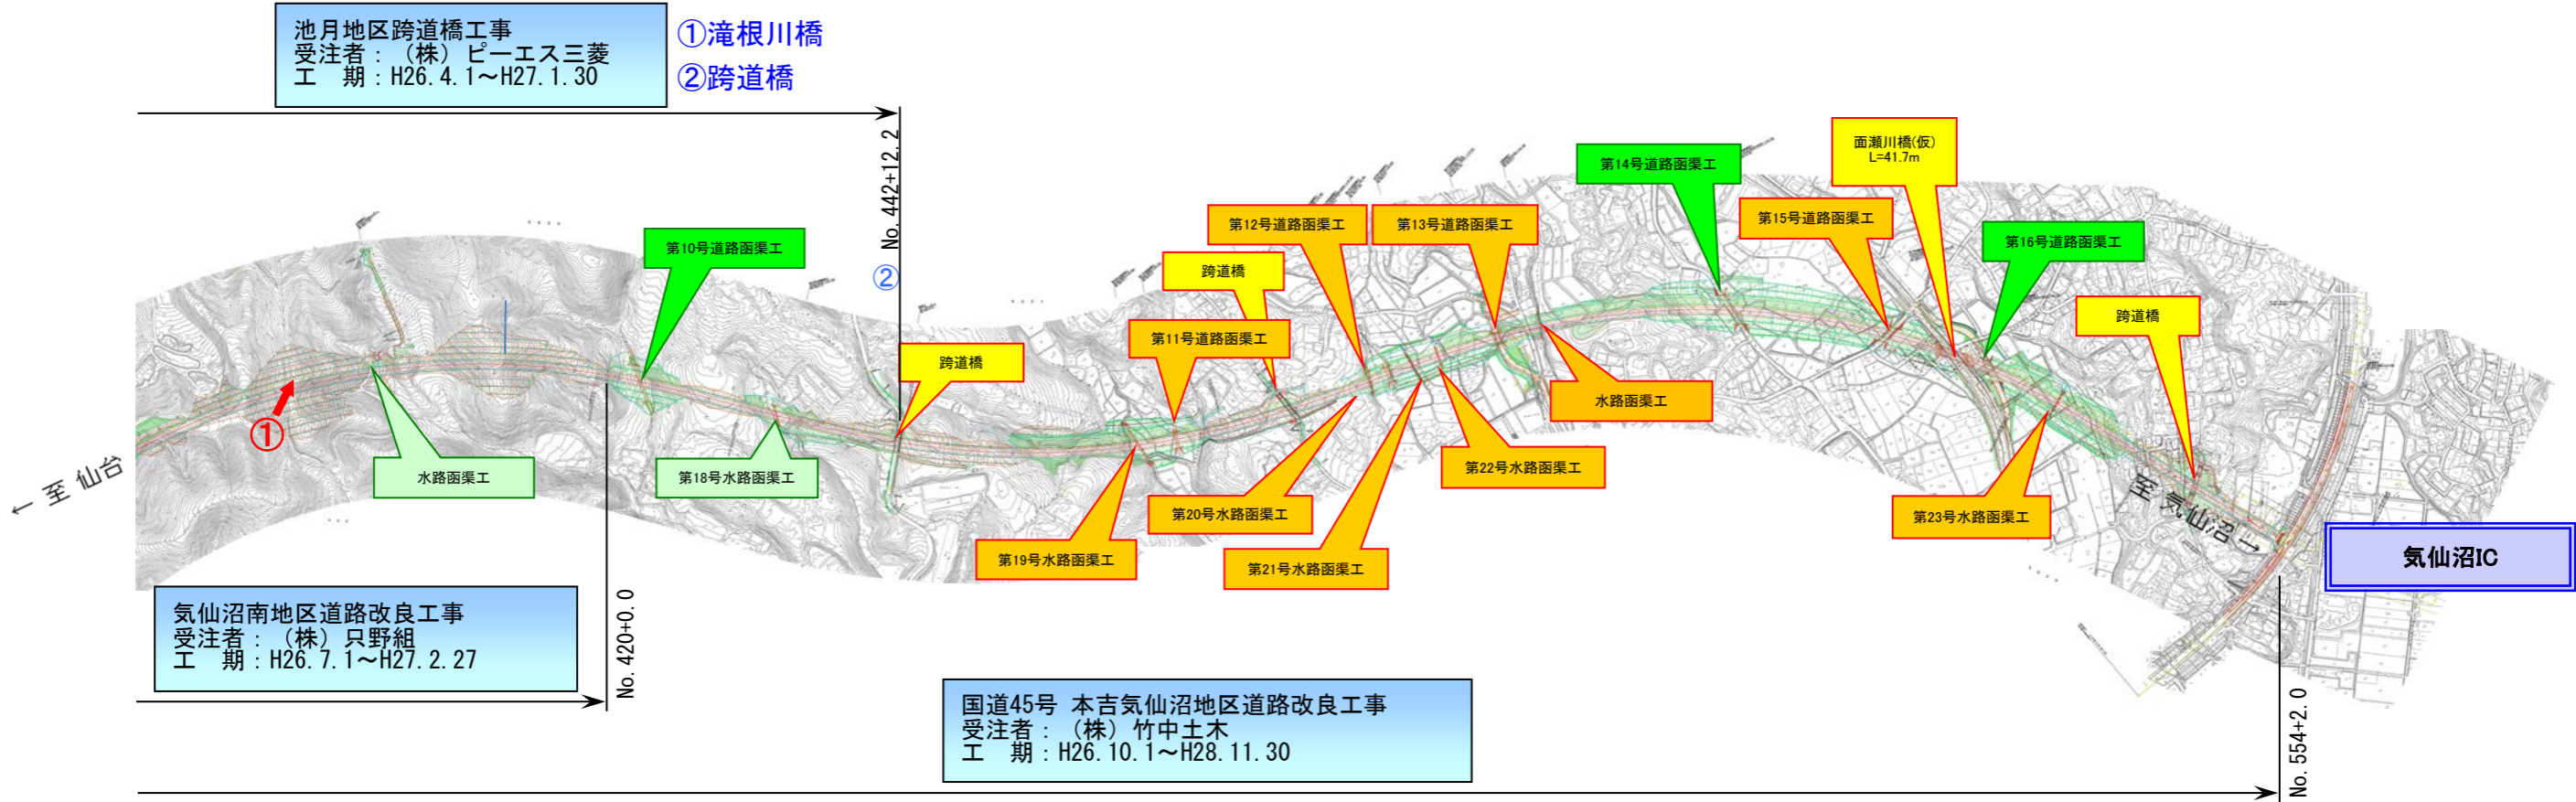 池月地区跨道橋工事
受注者：（株）ピーエス三菱
工　期：H26.4.1～H27.1.30
①滝根川橋
②跨道橋
No.442+12.2
②
第10号道路函渠工
跨道橋
第12号道路函渠工
跨道橋
第11号道路函渠工
第13号道路函渠工
第14号道路函渠工
第15号道路函渠工
面瀬川橋(仮)
L=41.7m
第16号道路函渠工
跨道橋
①
水路函渠工
第18号水路函渠工
第19号水路函渠工
第20号水路函渠工
第21号水路函渠工
第22号水路函渠工
水路函渠工
第23号水路函渠工
← 至 仙台
至 気仙沼 →
気仙沼IC
気仙沼南地区道路改良工事
受注者：（株）只野組
工　期：H26.7.1～H27.2.27
No.420+0.0
国道45号 本吉気仙沼地区道路改良工事
受注者：（株）竹中土木
工　期：H26.10.1～H28.11.30
No.554+2.0